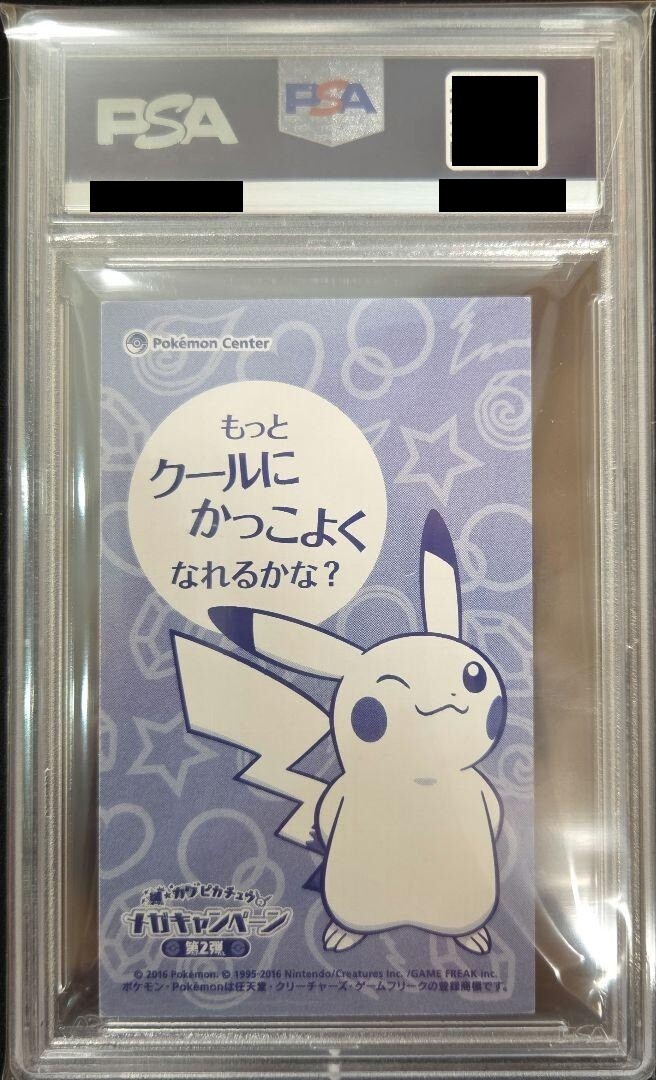 PSA
PSA
Pokémon Center
もっと
クールに
かっこよく
なれるかな？
メガキャンペーン
第2弾
© 2016 Pokémon. © 1995-2016 Nintendo/Creatures Inc. /GAME FREAK inc.
ポケモン・Pokémonは任天堂・クリーチャーズ・ゲームフリークの登録商標です。
PSA